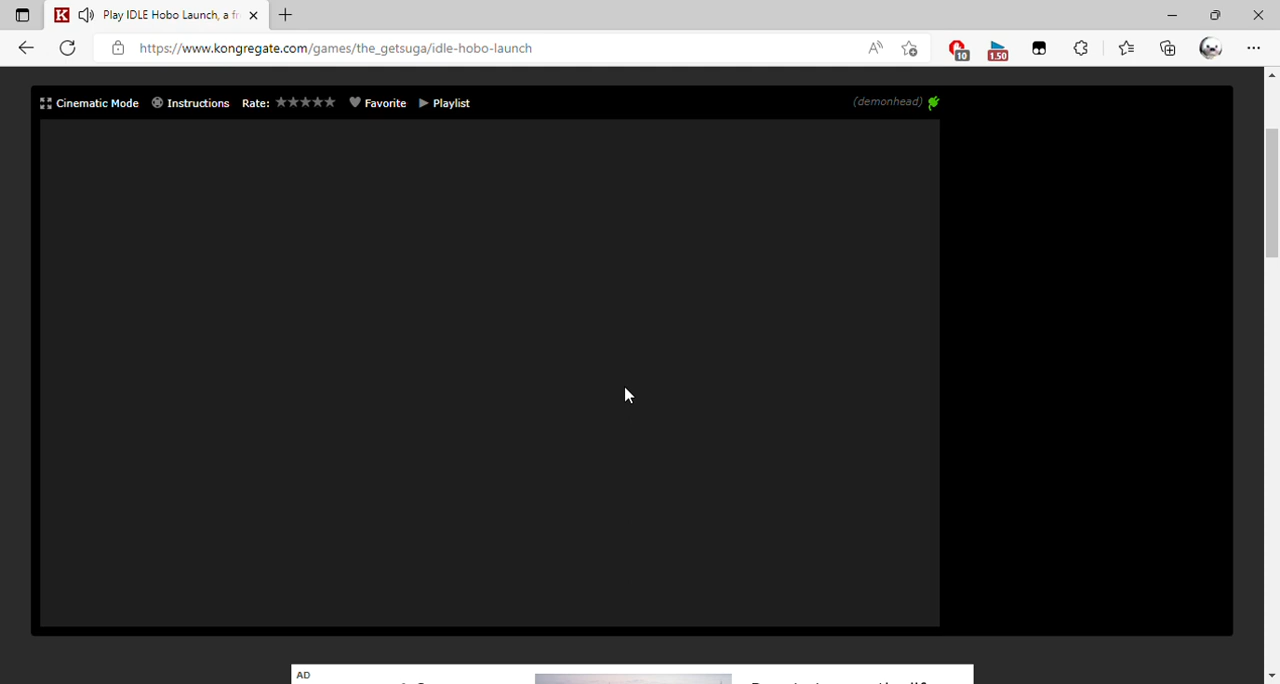 Play IDLE Hobo Launch, a fr
https://www.kongregate.com/games/the_getsuga/idle-hobo-launch
10
1.50
Cinematic Mode Instructions Rate: Favorite Playlist (demonhead)
AD